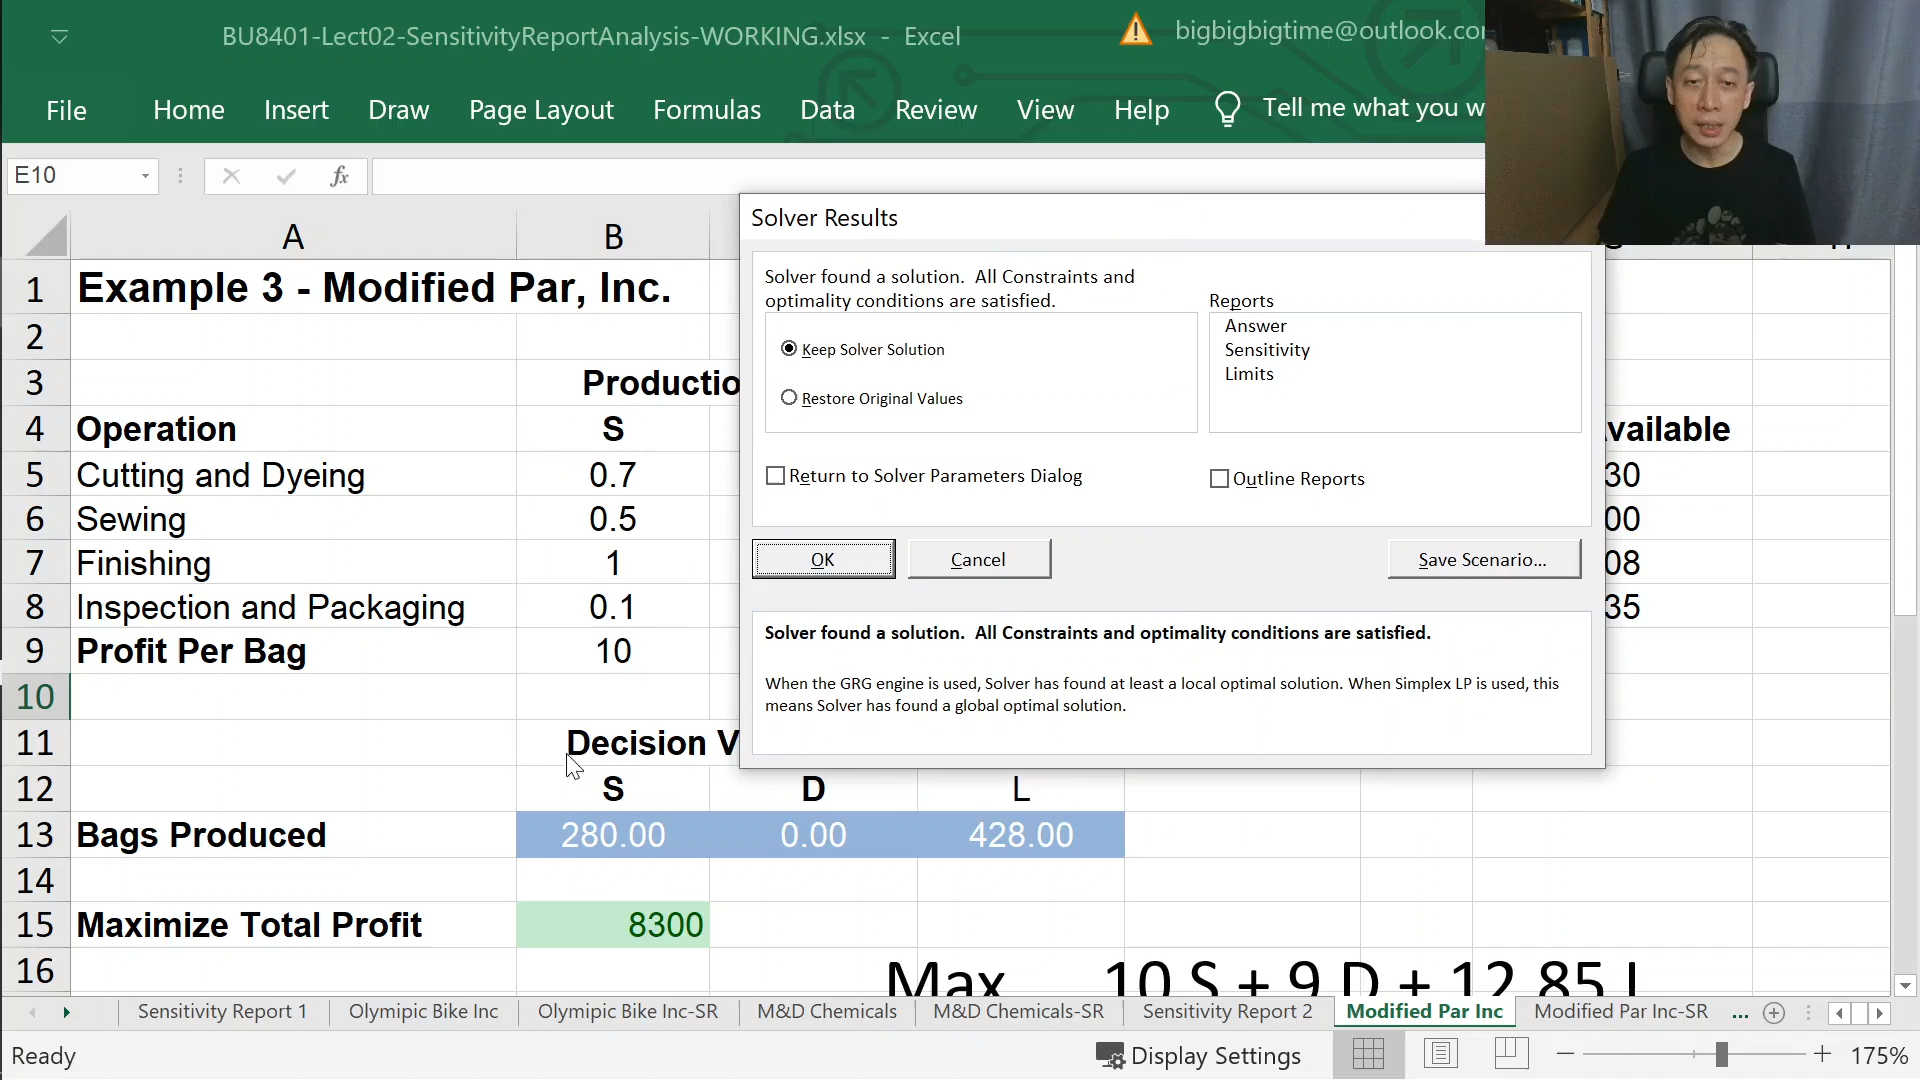 BU8401-Lect02-SensitivityReportAnalysis-WORKING.xlsx - Excel
bigbigbigtime@outlook.co
File Home Insert Draw Page Layout Formulas Data Review View Help Tell me what you w
E10 fx
Solver Results
A B
1 Example 3 - Modified Par, Inc.
2
3 Productio
4 Operation S vailable
5 Cutting and Dyeing 0.7 30
6 Sewing 0.5 00
7 Finishing 1 08
8 Inspection and Packaging 0.1 35
9 Profit Per Bag 10
10
11 Decision V
12 S D L
13 Bags Produced 280.00 0.00 428.00
14
15 Maximize Total Profit 8300
16 Max 10 S + 9 D + 12.85 L
Solver found a solution. All Constraints and
optimality conditions are satisfied.
Keep Solver Solution
Restore Original Values
Reports
Answer
Sensitivity
Limits
Return to Solver Parameters Dialog
Outline Reports
OK Cancel Save Scenario...
Solver found a solution. All Constraints and optimality conditions are satisfied.
When the GRG engine is used, Solver has found at least a local optimal solution. When Simplex LP is used, this
means Solver has found a global optimal solution.
Sensitivity Report 1 Olymipic Bike Inc Olymipic Bike Inc-SR M&D Chemicals M&D Chemicals-SR Sensitivity Report 2 Modified Par Inc Modified Par Inc-SR ...
Ready Display Settings 175%